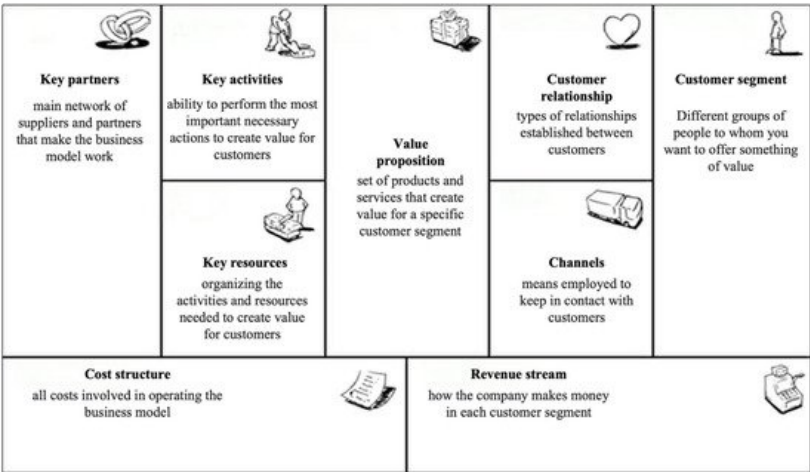 Key partners
main network of
suppliers and partners
that make the business
model work
Key activities
ability to perform the most
important necessary
actions to create value for
customers
Key resources
organizing the
activities and resources
needed to create value
for customers
Value
proposition
set of products and
services that create
value for a specific
customer segment
Customer
relationship
types of relationships
established between
customers
Channels
means employed to
keep in contact with
customers
Customer segment
Different groups of
people to whom you
want to offer something
of value
Cost structure
all costs involved in operating the
business model
Revenue stream
how the company makes money
in each customer segment